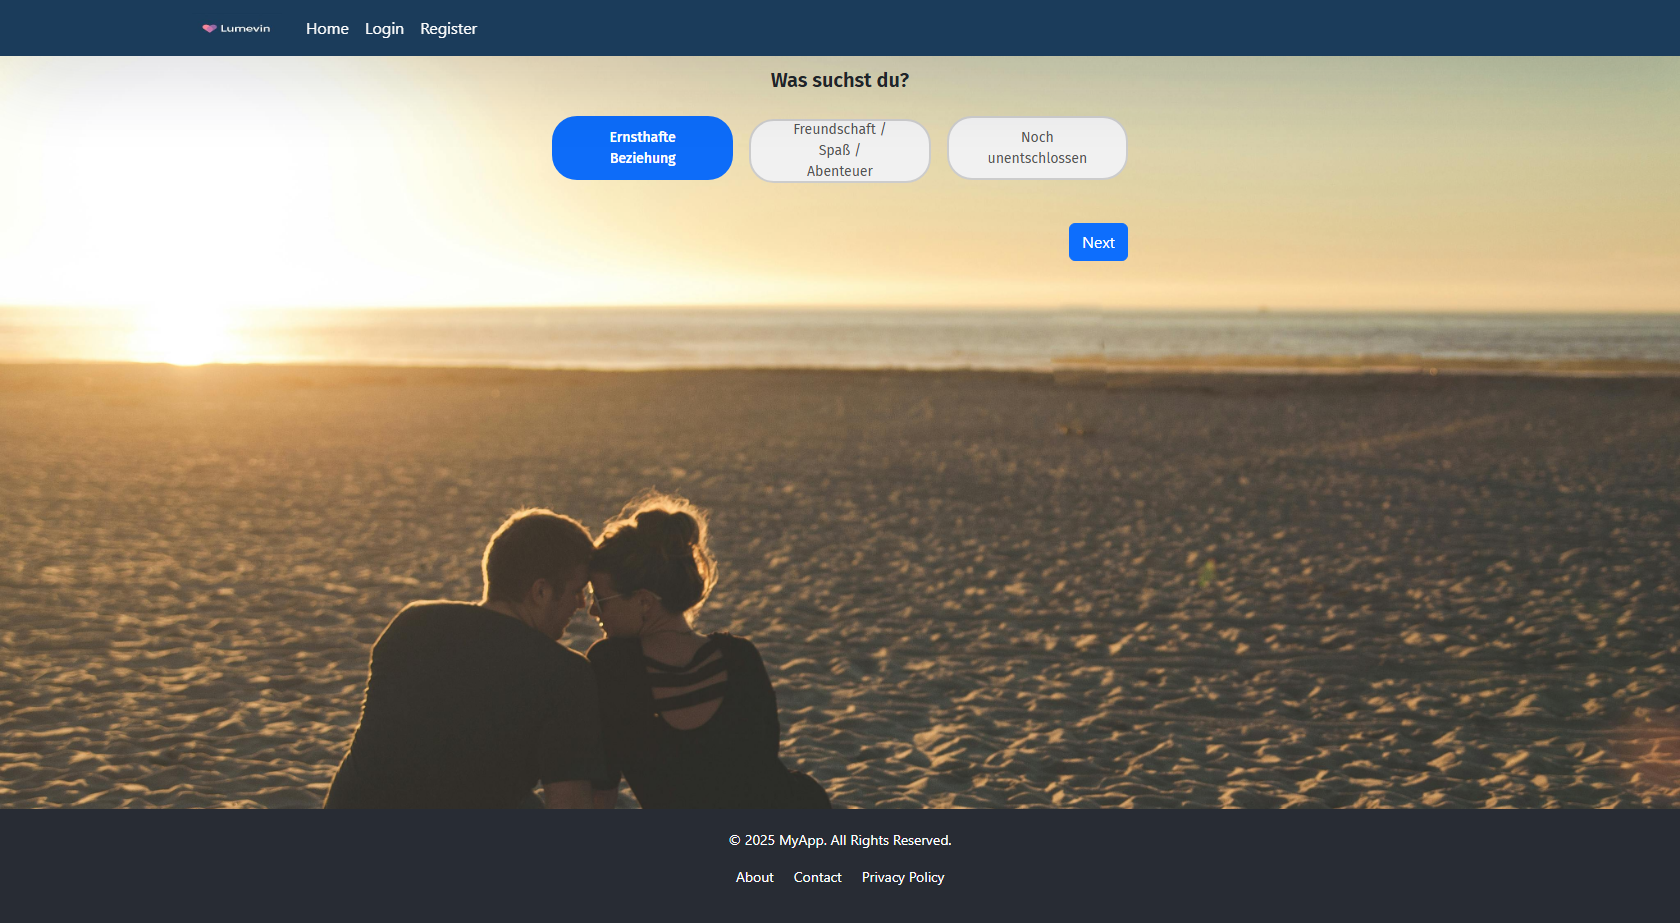 Lumevin
Home Login Register
Was suchst du?
Ernsthafte
Beziehung
Freundschaft /
Spaß /
Abenteuer
Noch
unentschlossen
Next
© 2025 MyApp. All Rights Reserved.
About Contact Privacy Policy